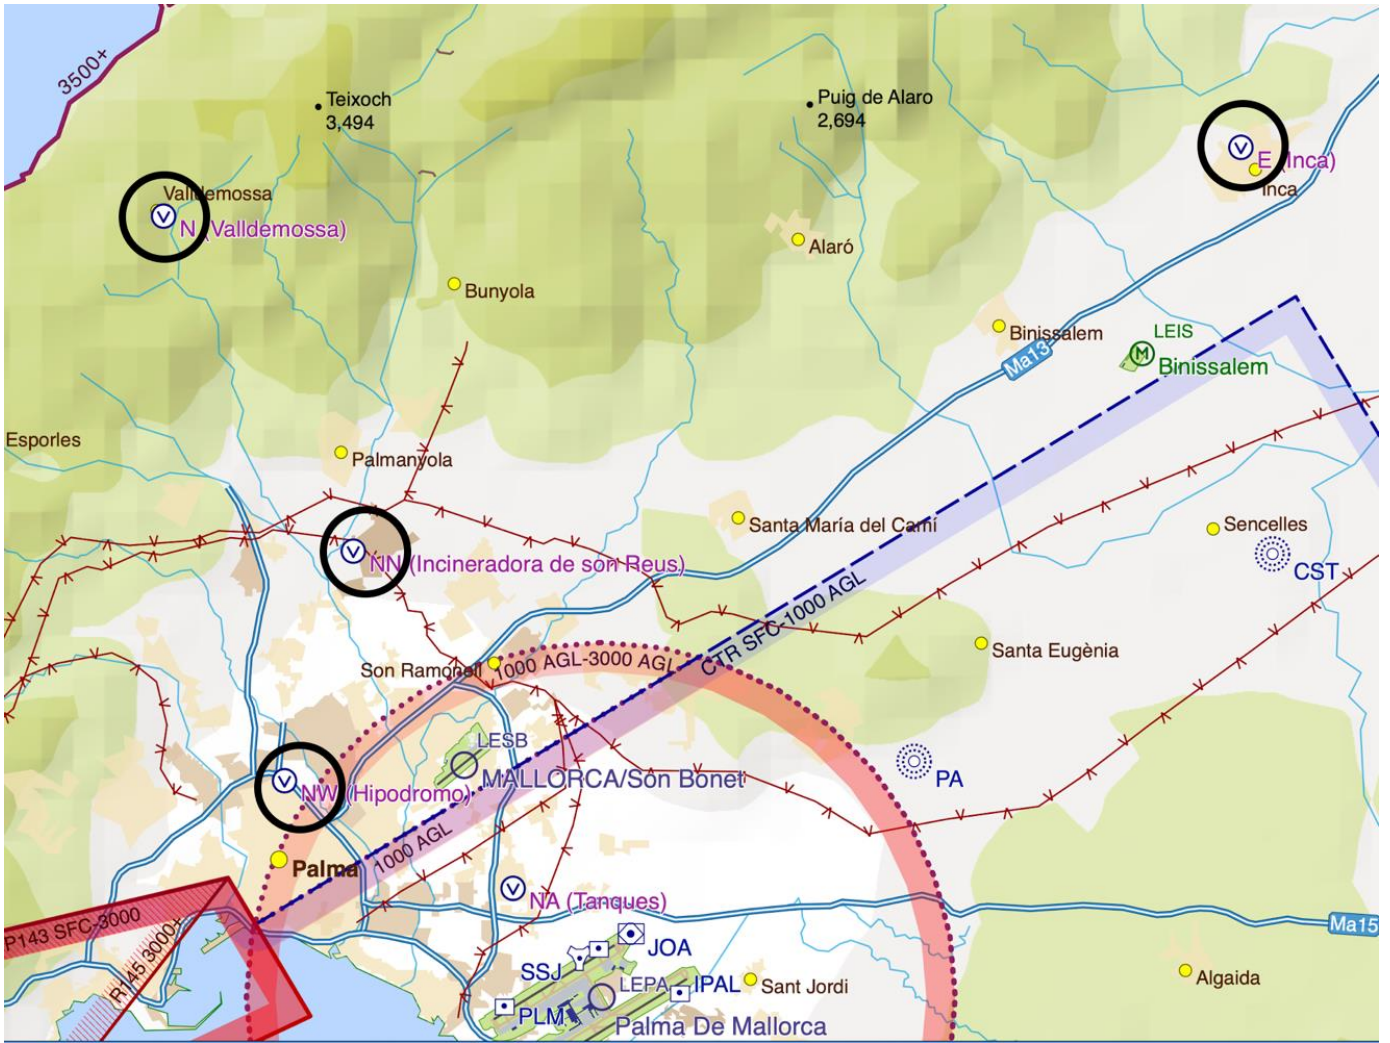 3500+
Teixoch
3,494
Puig de Alaro
2,694
E (Inca)
Inca
Valldemossa
N (Valldemossa)
Alaró
Bunyola
Binissalem
LEIS
Binissalem
Ma13
Esporles
Palmanyola
Santa María del Camí
Sencelles
NN (Incineradora de son Reus)
CST
CTR SFC-1000 AGL
Son Ramonell
1000 AGL-3000 AGL
Santa Eugènia
LESB
MALLORCA/Son Bonet
PA
NW (Hipodromo)
1000 AGL
Palma
NA (Tanques)
P143 SFC-3000
R145 3000+
Ma15
JOA
SSJ
LEPA
IPAL
Sant Jordi
Algaida
PLM
Palma De Mallorca